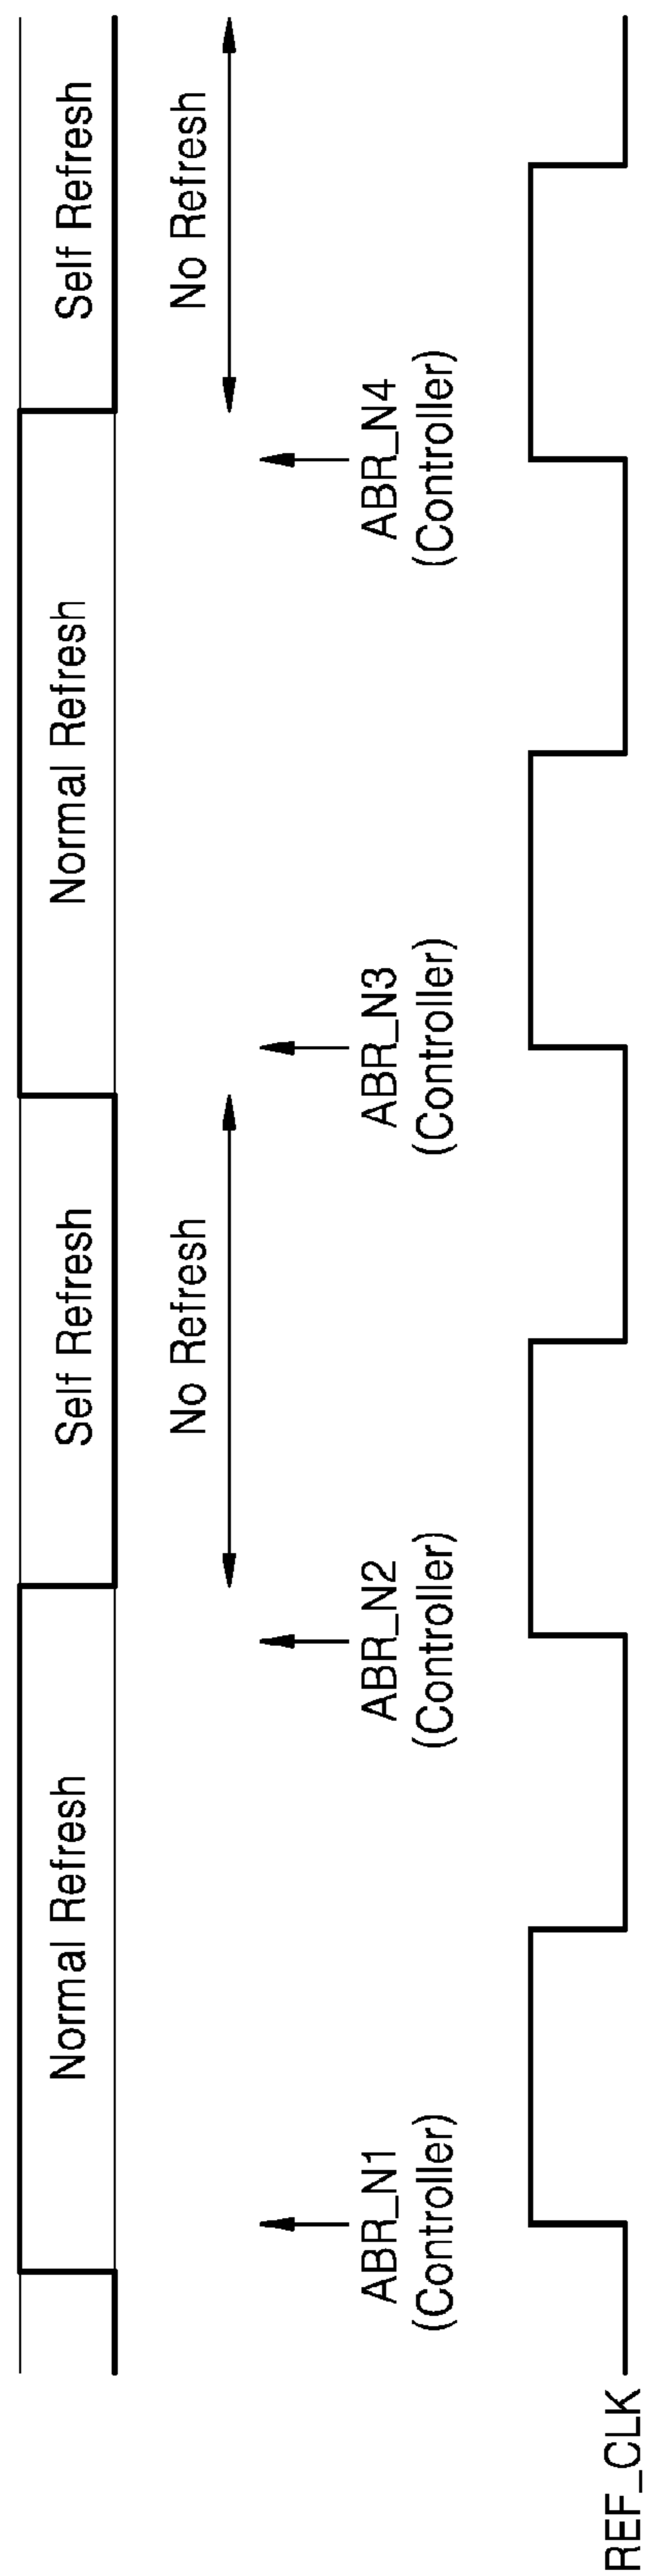 Normal Refresh
Self Refresh
Normal Refresh
Self Refresh
No Refresh
No Refresh
ABR_N1
(Controller)
ABR_N2
(Controller)
ABR_N3
(Controller)
ABR_N4
(Controller)
REF_CLK